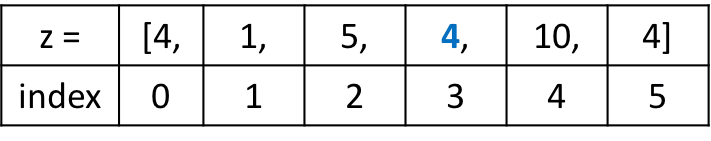 z = [4, 1, 5, 4, 10, 4]
index 0 1 2 3 4 5